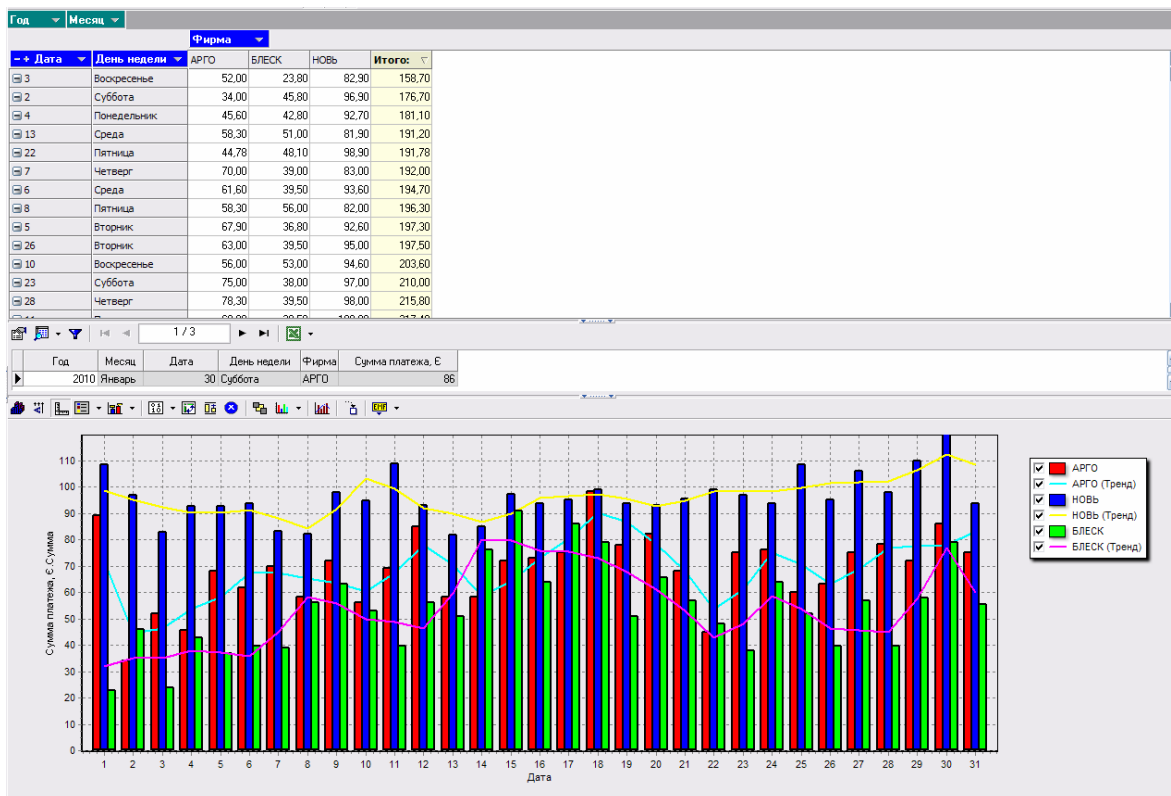 Год Месяц
Фирма
−+ Дата День недели АРГО БЛЕСК НОВЬ Итого:
3 Воскресенье 52,00 23,80 82,90 158,70
2 Суббота 34,00 45,80 96,90 176,70
4 Понедельник 45,60 42,80 92,70 181,10
13 Среда 58,30 51,00 81,90 191,20
22 Пятница 44,78 48,10 98,90 191,78
7 Четверг 70,00 39,00 83,00 192,00
6 Среда 61,60 39,50 93,60 194,70
8 Пятница 58,30 56,00 82,00 196,30
5 Вторник 67,90 36,80 92,60 197,30
26 Вторник 63,00 39,50 95,00 197,50
10 Воскресенье 56,00 53,00 94,60 203,60
23 Суббота 75,00 38,00 97,00 210,00
28 Четверг 78,30 39,50 98,00 215,80
1 / 3
Год Месяц Дата День недели Фирма Сумма платежа, Є
2010 Январь 30 Суббота АРГО 86
EMF
Сумма платежа, Є.Сумма
110
100
90
80
70
60
50
40
30
20
10
0
1 2 3 4 5 6 7 8 9 10 11 12 13 14 15 16 17 18 19 20 21 22 23 24 25 26 27 28 29 30 31
Дата
АРГО
АРГО (Тренд)
НОВЬ
НОВЬ (Тренд)
БЛЕСК
БЛЕСК (Тренд)